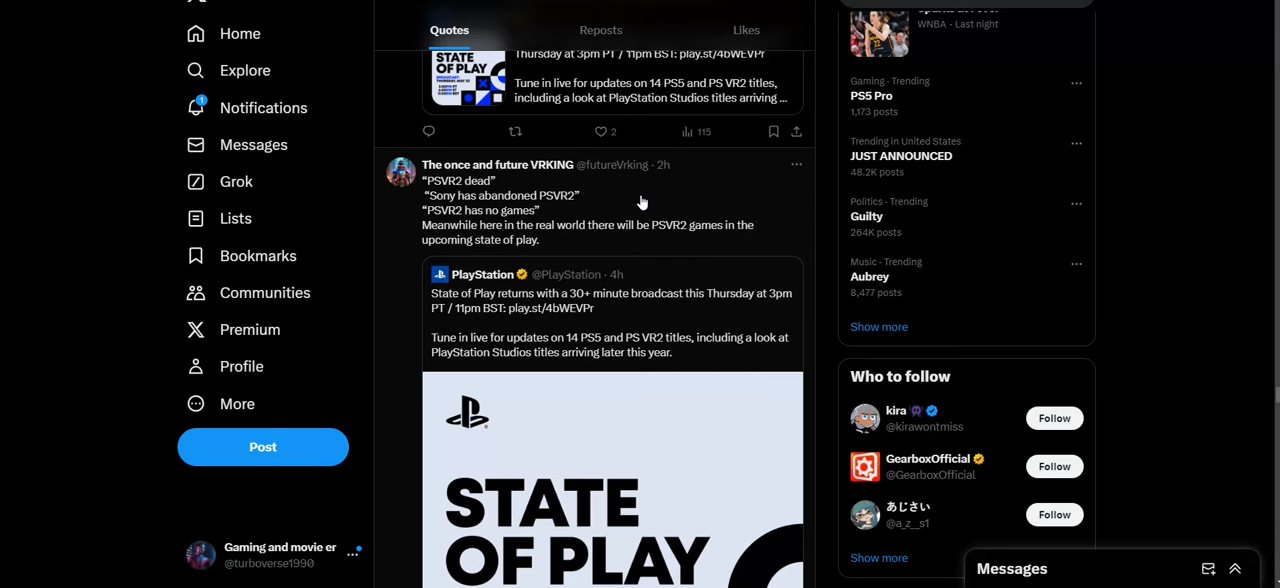 Home
Explore
1
Notifications
Messages
Grok
Lists
Bookmarks
Communities
Premium
Profile
More
Post
Gaming and movie er
@turboverse1990
Quotes
Reposts
Likes
Thursday at 3pm PT / 11pm BST: play.st/4bWEVPr
Tune in live for updates on 14 PS5 and PS VR2 titles,
including a look at PlayStation Studios titles arriving ...
STATE
OF PLAY
2
115
The once and future VRKING @futureVrking · 2h
“PSVR2 dead”
“Sony has abandoned PSVR2”
“PSVR2 has no games”
Meanwhile here in the real world there will be PSVR2 games in the
upcoming state of play.
PlayStation @PlayStation · 4h
State of Play returns with a 30+ minute broadcast this Thursday at 3pm
PT / 11pm BST: play.st/4bWEVPr
Tune in live for updates on 14 PS5 and PS VR2 titles, including a look at
PlayStation Studios titles arriving later this year.
STATE
OF PLAY
WNBA · Last night
Gaming · Trending
PS5 Pro
1,173 posts
Trending in United States
JUST ANNOUNCED
48.2K posts
Politics · Trending
Guilty
264K posts
Music · Trending
Aubrey
8,477 posts
Show more
Who to follow
kira
@kirawontmiss
Follow
GearboxOfficial
@GearboxOfficial
Follow
あじさい
@a_z__s1
Follow
Show more
Messages